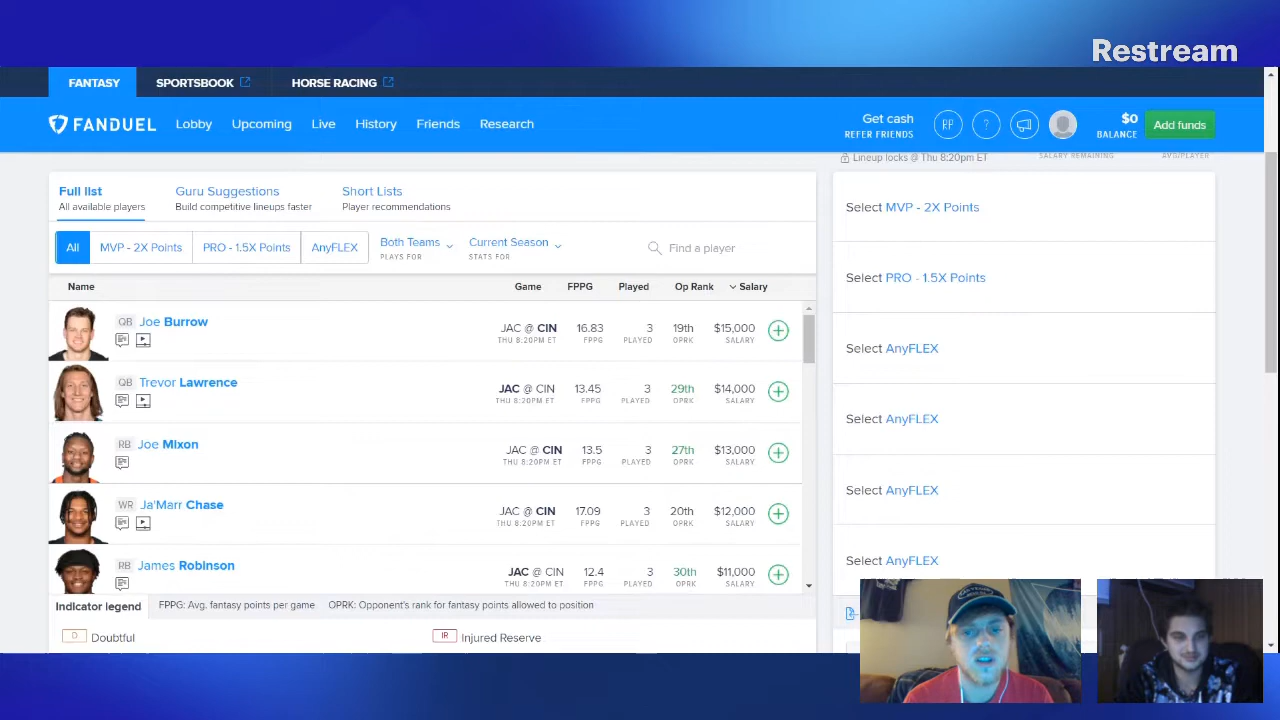 Restream
FANTASY
SPORTSBOOK
HORSE RACING
FANDUEL
Lobby
Upcoming
Live
History
Friends
Research
Get cash
REFER FRIENDS
RP
?
$0
BALANCE
Add funds
Lineup locks @ Thu 8:20pm ET
SALARY REMAINING
AVG/PLAYER
Full list
All available players
Guru Suggestions
Build competitive lineups faster
Short Lists
Player recommendations
All
MVP - 2X Points
PRO - 1.5X Points
AnyFLEX
Both Teams
PLAYS FOR
Current Season
STATS FOR
Find a player
Name Game FPPG Played Op Rank Salary
QB Joe Burrow JAC @ CIN 16.83 3 19th $15,000
THU 8:20PM ET FPPG PLAYED OPRK SALARY
QB Trevor Lawrence JAC @ CIN 13.45 3 29th $14,000
THU 8:20PM ET FPPG PLAYED OPRK SALARY
RB Joe Mixon JAC @ CIN 13.5 3 27th $13,000
THU 8:20PM ET FPPG PLAYED OPRK SALARY
WR Ja'Marr Chase JAC @ CIN 17.09 3 20th $12,000
THU 8:20PM ET FPPG PLAYED OPRK SALARY
RB James Robinson JAC @ CIN 12.4 3 30th $11,000
THU 8:20PM ET FPPG PLAYED OPRK SALARY
Indicator legend
FPPG: Avg. fantasy points per game
OPRK: Opponent's rank for fantasy points allowed to position
D Doubtful
IR Injured Reserve
Select MVP - 2X Points
Select PRO - 1.5X Points
Select AnyFLEX
Select AnyFLEX
Select AnyFLEX
Select AnyFLEX